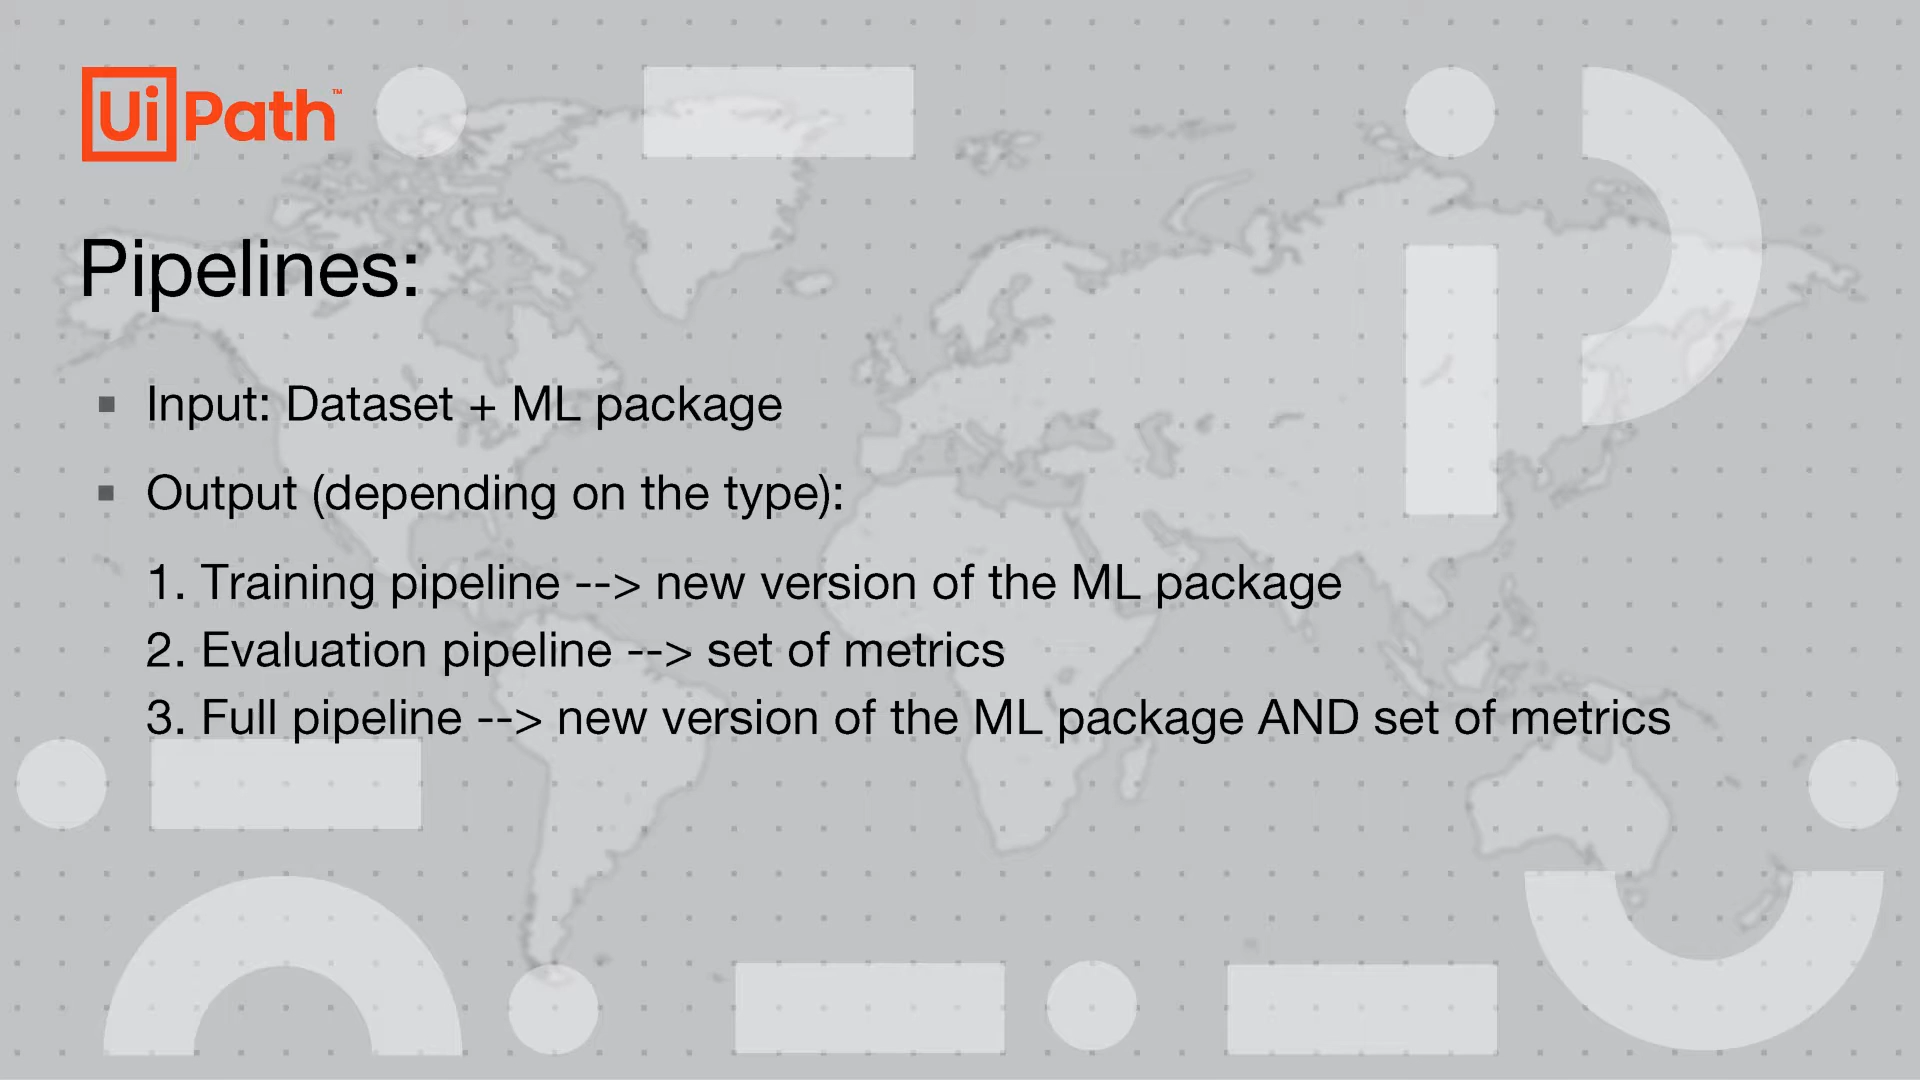 UiPath™
Pipelines:
▪ Input: Dataset + ML package
▪ Output (depending on the type):
1. Training pipeline --> new version of the ML package
2. Evaluation pipeline --> set of metrics
3. Full pipeline --> new version of the ML package AND set of metrics